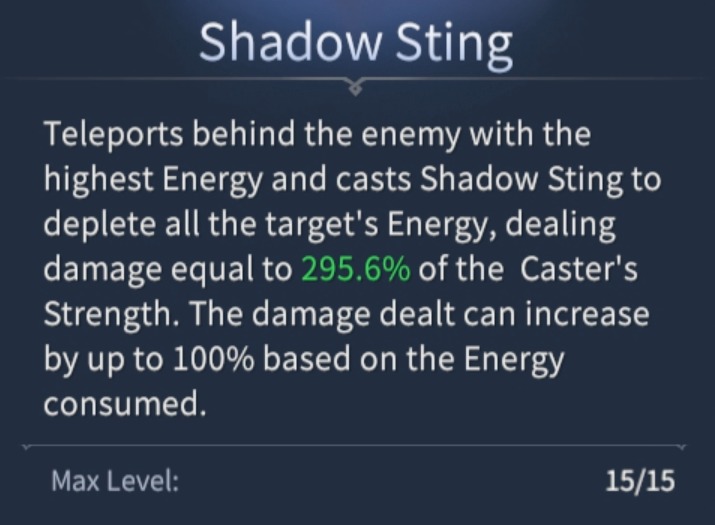 Shadow Sting
Teleports behind the enemy with the
highest Energy and casts Shadow Sting to
deplete all the target's Energy, dealing
damage equal to 295.6% of the Caster's
Strength. The damage dealt can increase
by up to 100% based on the Energy
consumed.
Max Level: 15/15